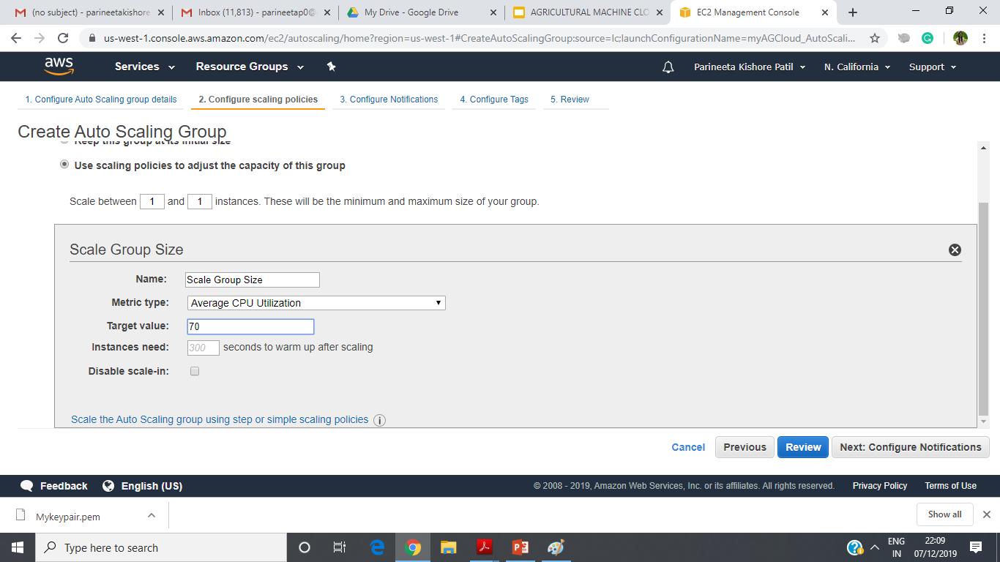 (no subject) - parineetakishore
Inbox (11,813) - parineetap0@
My Drive - Google Drive
AGRICULTURAL MACHINE CLO
EC2 Management Console
us-west-1.console.aws.amazon.com/ec2/autoscaling/home?region=us-west-1#CreateAutoScalingGroup:source=lc;launchConfigurationName=myAGCloud_AutoScali...
aws
Services
Resource Groups
Parineeta Kishore Patil
N. California
Support
1. Configure Auto Scaling group details
2. Configure scaling policies
3. Configure Notifications
4. Configure Tags
5. Review
Create Auto Scaling Group
Keep this group at its initial size
Use scaling policies to adjust the capacity of this group
Scale between 1 and 1 instances. These will be the minimum and maximum size of your group.
Scale Group Size
Name: Scale Group Size
Metric type: Average CPU Utilization
Target value: 70
Instances need: 300 seconds to warm up after scaling
Disable scale-in:
Scale the Auto Scaling group using step or simple scaling policies
Cancel
Previous
Review
Next: Configure Notifications
Feedback
English (US)
© 2008 - 2019, Amazon Web Services, Inc. or its affiliates. All rights reserved.
Privacy Policy
Terms of Use
Mykeypair.pem
Show all
Type here to search
ENG
IN
22:09
07/12/2019